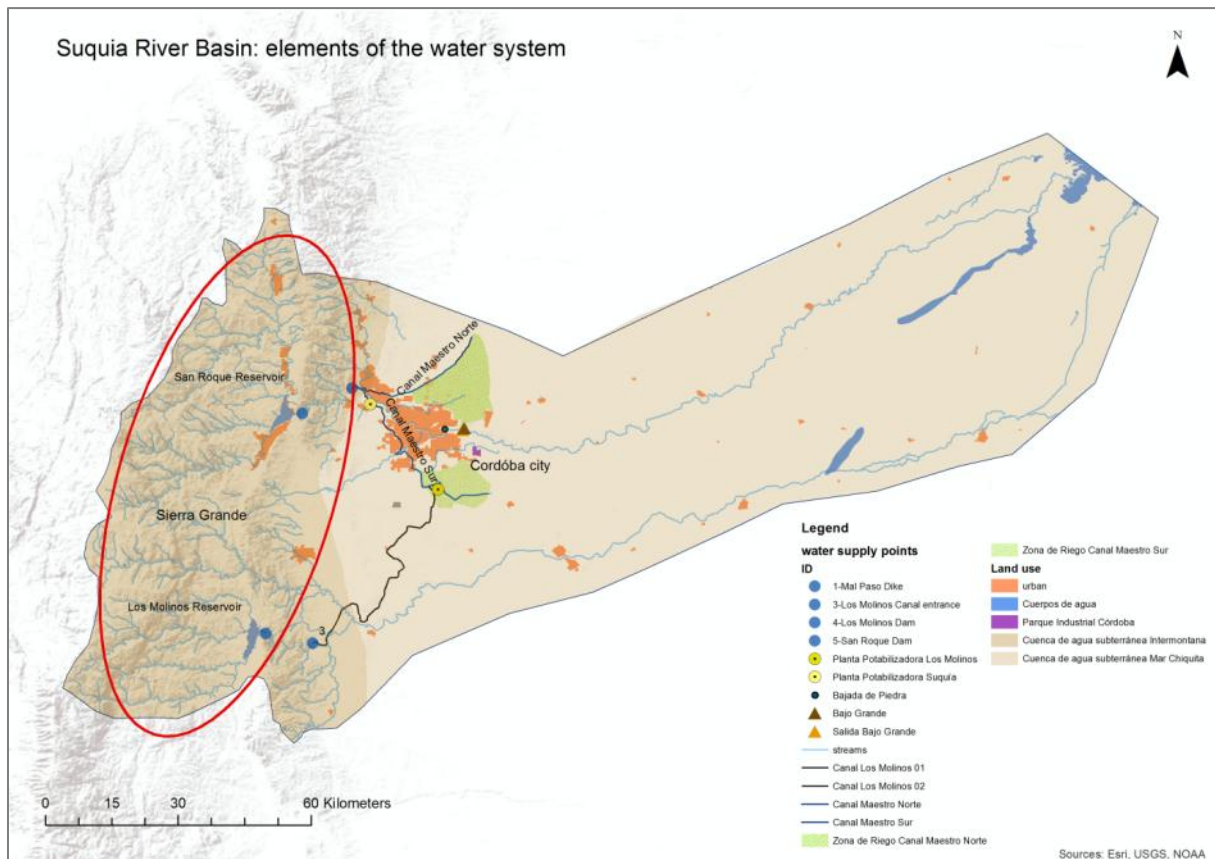 Suquia River Basin: elements of the water system
N
Canal Maestro Norte
San Roque Reservoir
Canal Maestro Sur
Cordóba city
Sierra Grande
Los Molinos Reservoir
3
0 15 30 60 Kilometers
Legend
water supply points
ID
1-Mal Paso Dike
3-Los Molinos Canal entrance
4-Los Molinos Dam
5-San Roque Dam
Planta Potabilizadora Los Molinos
Planta Potabilizadora Suquía
Bajada de Piedra
Bajo Grande
Salida Bajo Grande
streams
Canal Los Molinos 01
Canal Los Molinos 02
Canal Maestro Norte
Canal Maestro Sur
Zona de Riego Canal Maestro Norte
Zona de Riego Canal Maestro Sur
Land use
urban
Cuerpos de agua
Parque Industrial Córdoba
Cuenca de agua subterránea Intermontana
Cuenca de agua subterránea Mar Chiquita
Sources: Esri, USGS, NOAA